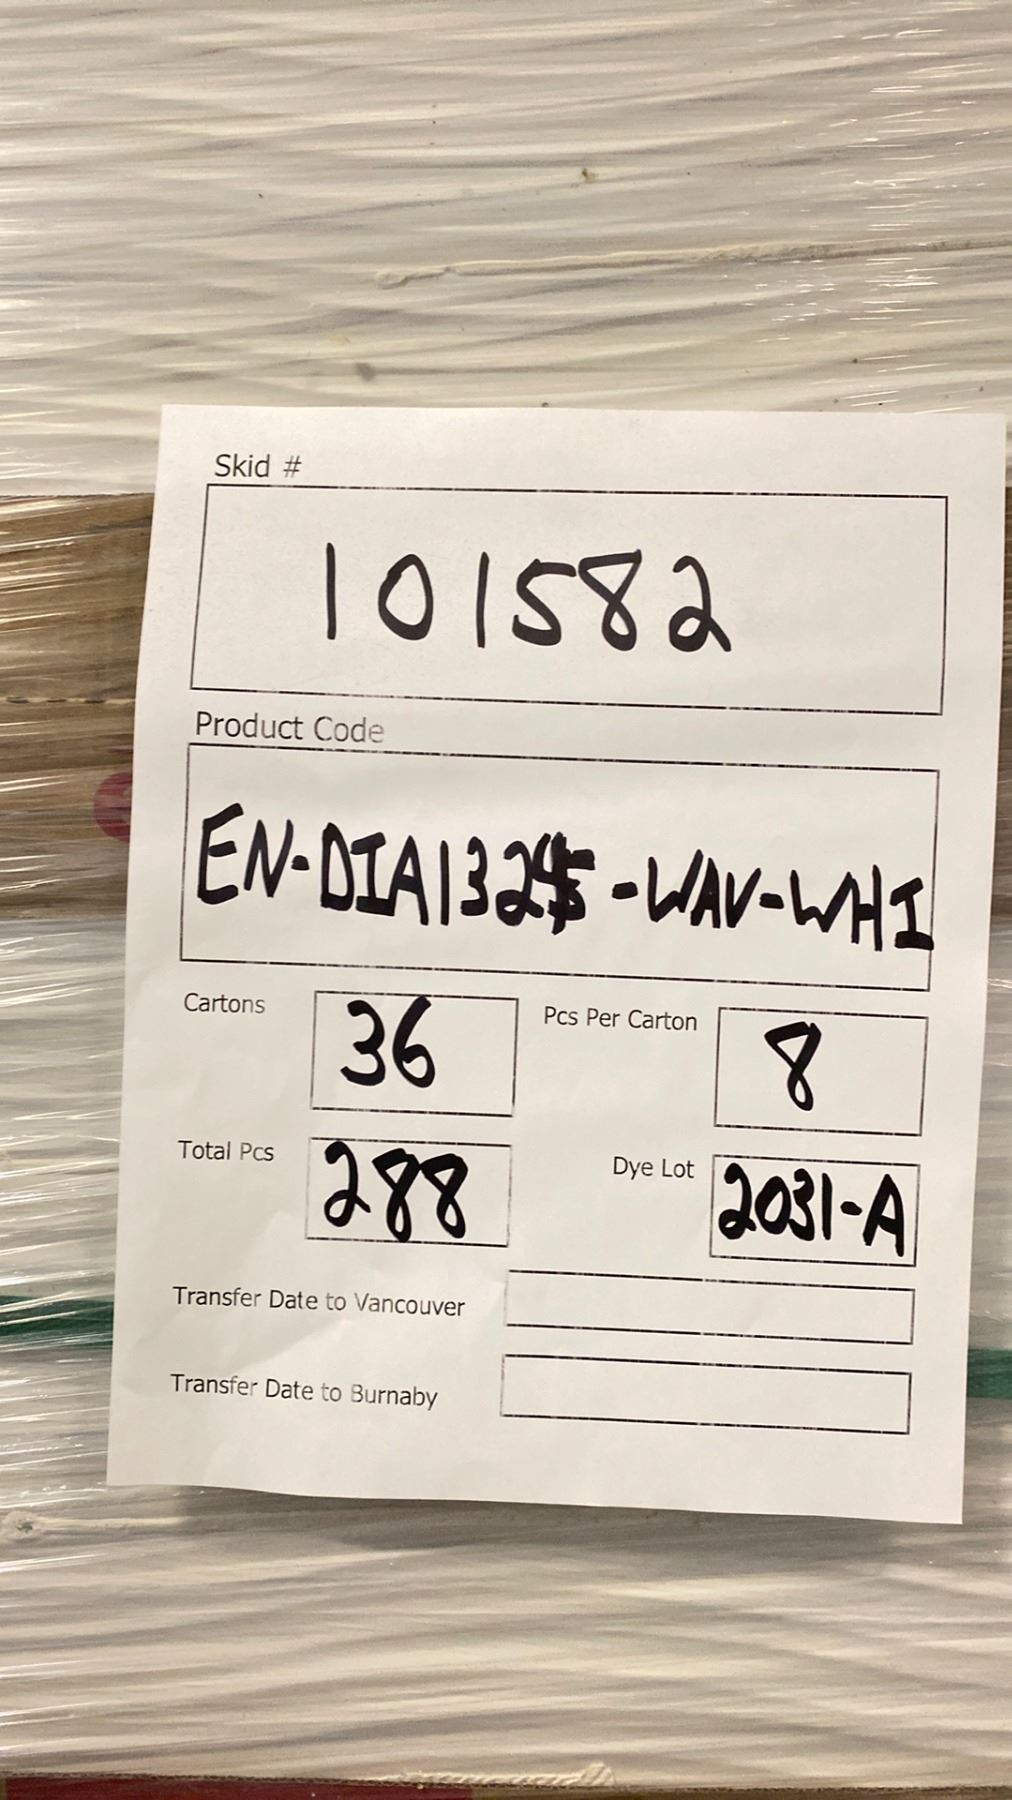 Skid #
101582
Product Code
EN-DIA1325-WAV-WHI
Cartons 36 Pcs Per Carton 8
Total Pcs 288 Dye Lot 2031-A
Transfer Date to Vancouver
Transfer Date to Burnaby